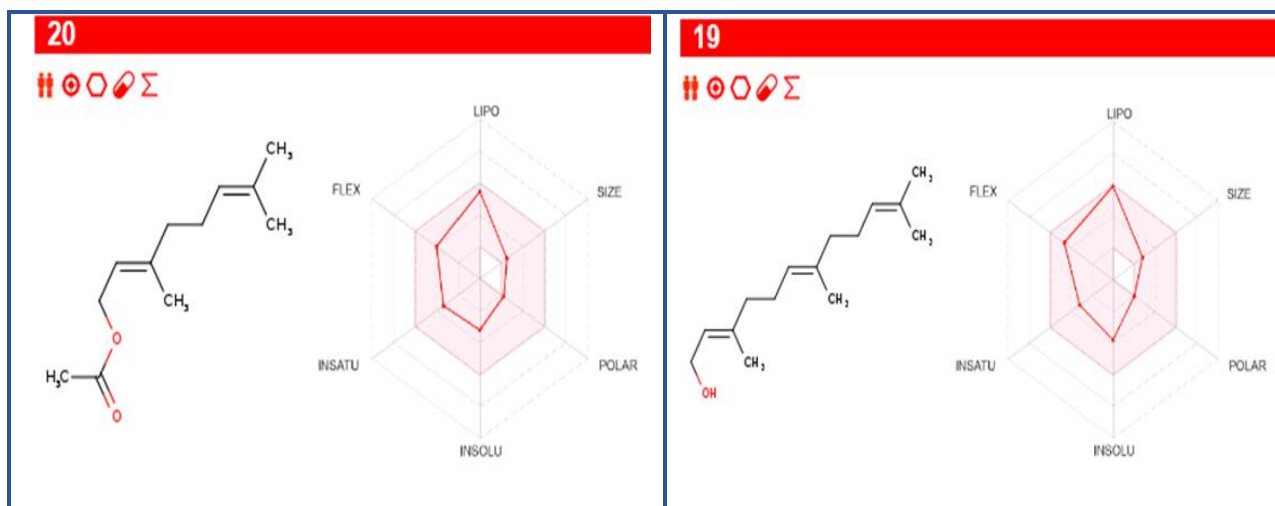 20
LIPO
FLEX
SIZE
INSATU
POLAR
INSOLU
CH3
CH3
CH3
O
H3C
O
19
LIPO
FLEX
SIZE
INSATU
POLAR
INSOLU
CH3
CH3
CH3
CH3
OH